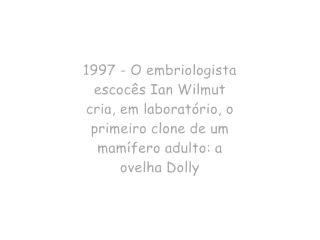 1997 - O embriologista
escocês Ian Wilmut
cria, em laboratório, o
primeiro clone de um
mamífero adulto: a
ovelha Dolly